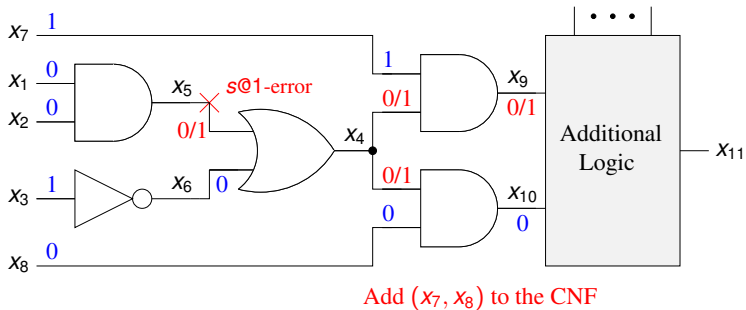 x₇ 1
x₁ 0
x₂ 0
x₅ s@1-error
0/1
x₃ 1
x₆ 0
x₈ 0
x₄
1
0/1
x₉
0/1
0/1
0
x₁₀
0
• • •
Additional
Logic
x₁₁
Add (x₇, x₈) to the CNF